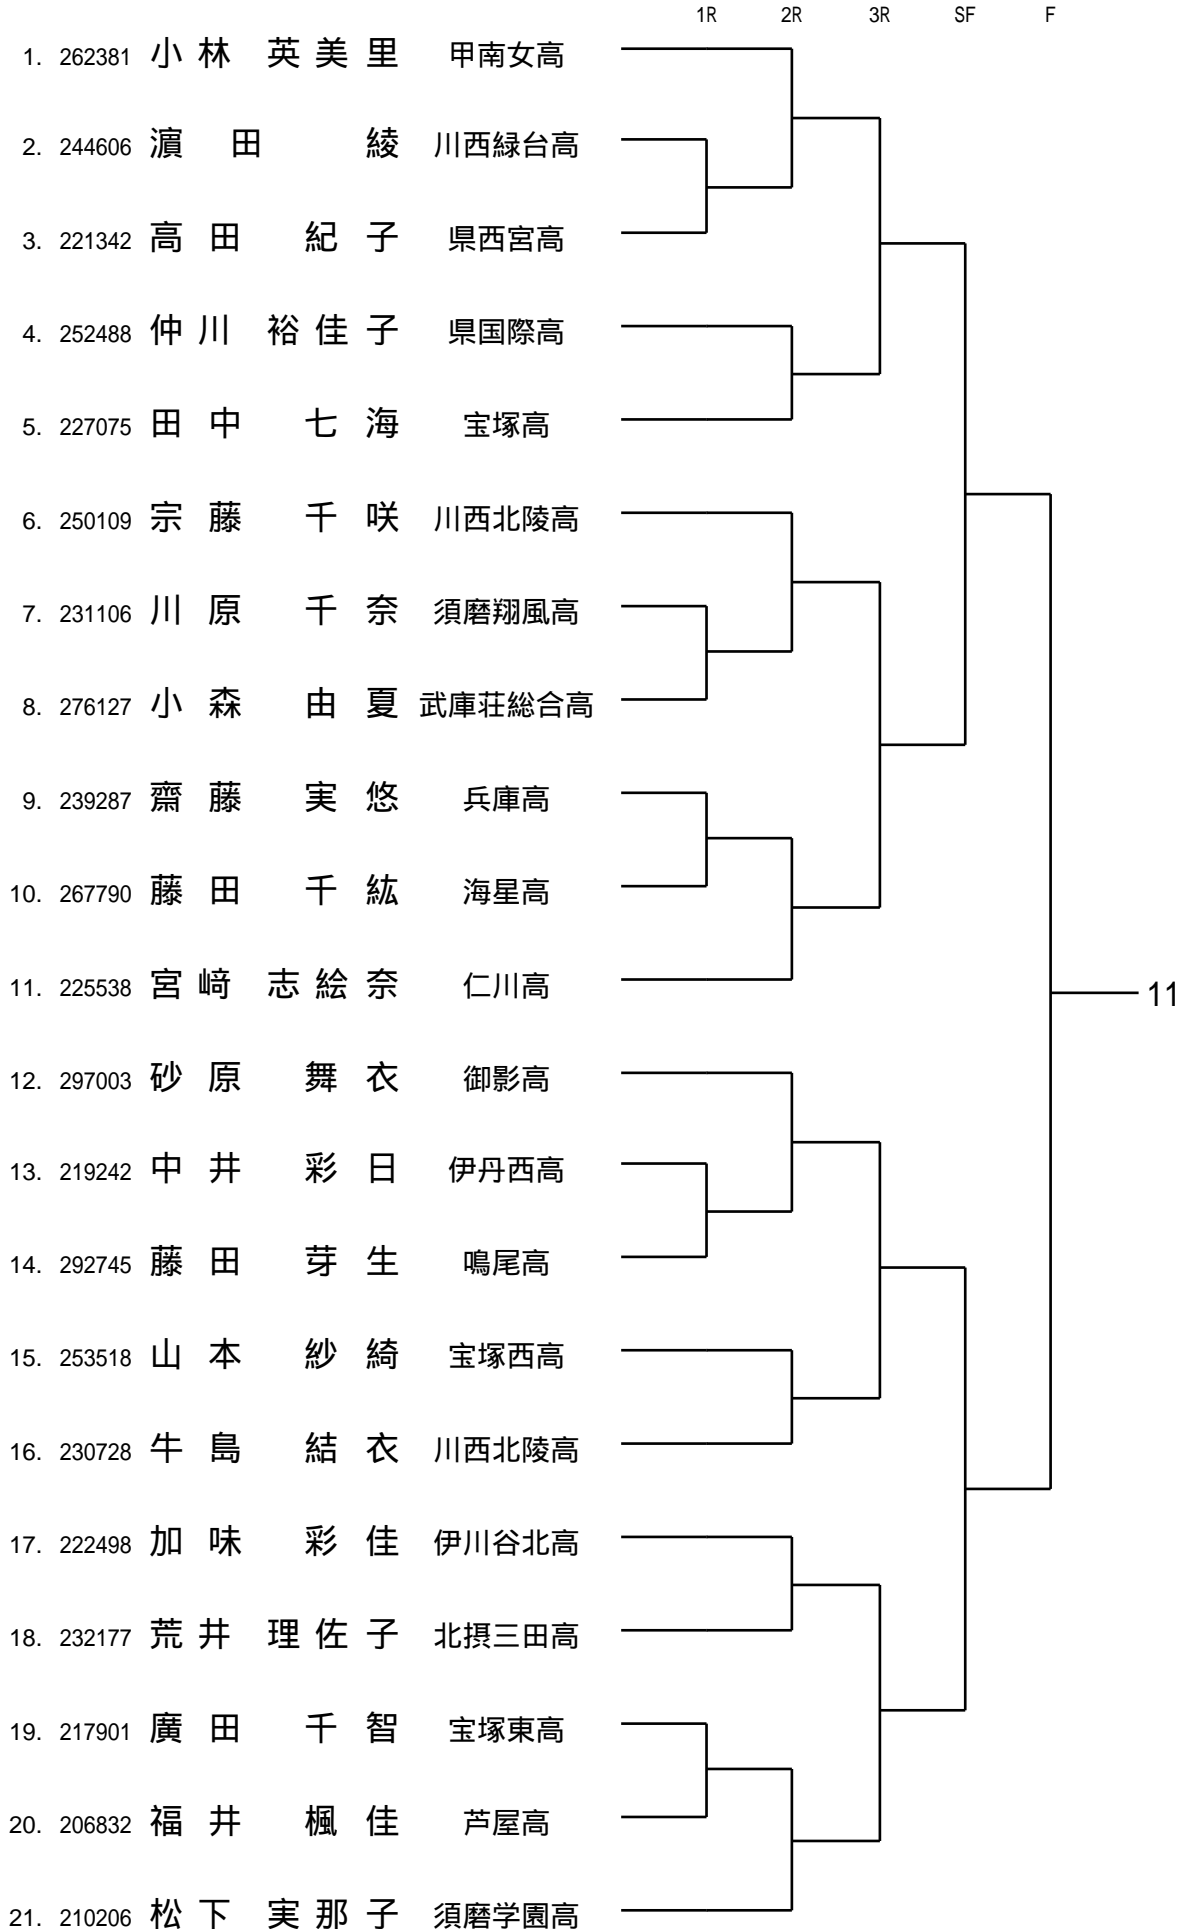 1R 2R 3R SF F
1. 262381 小林 英美里 甲南女高
2. 244606 濵田 綾 川西緑台高
3. 221342 高田 紀子 県西宮高
4. 252488 仲川 裕佳子 県国際高
5. 227075 田中 七海 宝塚高
6. 250109 宗藤 千咲 川西北陵高
7. 231106 川原 千奈 須磨翔風高
8. 276127 小森 由夏 武庫荘総合高
9. 239287 齋藤 実悠 兵庫高
10. 267790 藤田 千紘 海星高
11. 225538 宮﨑 志絵奈 仁川高
11
12. 297003 砂原 舞衣 御影高
13. 219242 中井 彩日 伊丹西高
14. 292745 藤田 芽生 鳴尾高
15. 253518 山本 紗綺 宝塚西高
16. 230728 牛島 結衣 川西北陵高
17. 222498 加味 彩佳 伊川谷北高
18. 232177 荒井 理佐子 北摂三田高
19. 217901 廣田 千智 宝塚東高
20. 206832 福井 楓佳 芦屋高
21. 210206 松下 実那子 須磨学園高